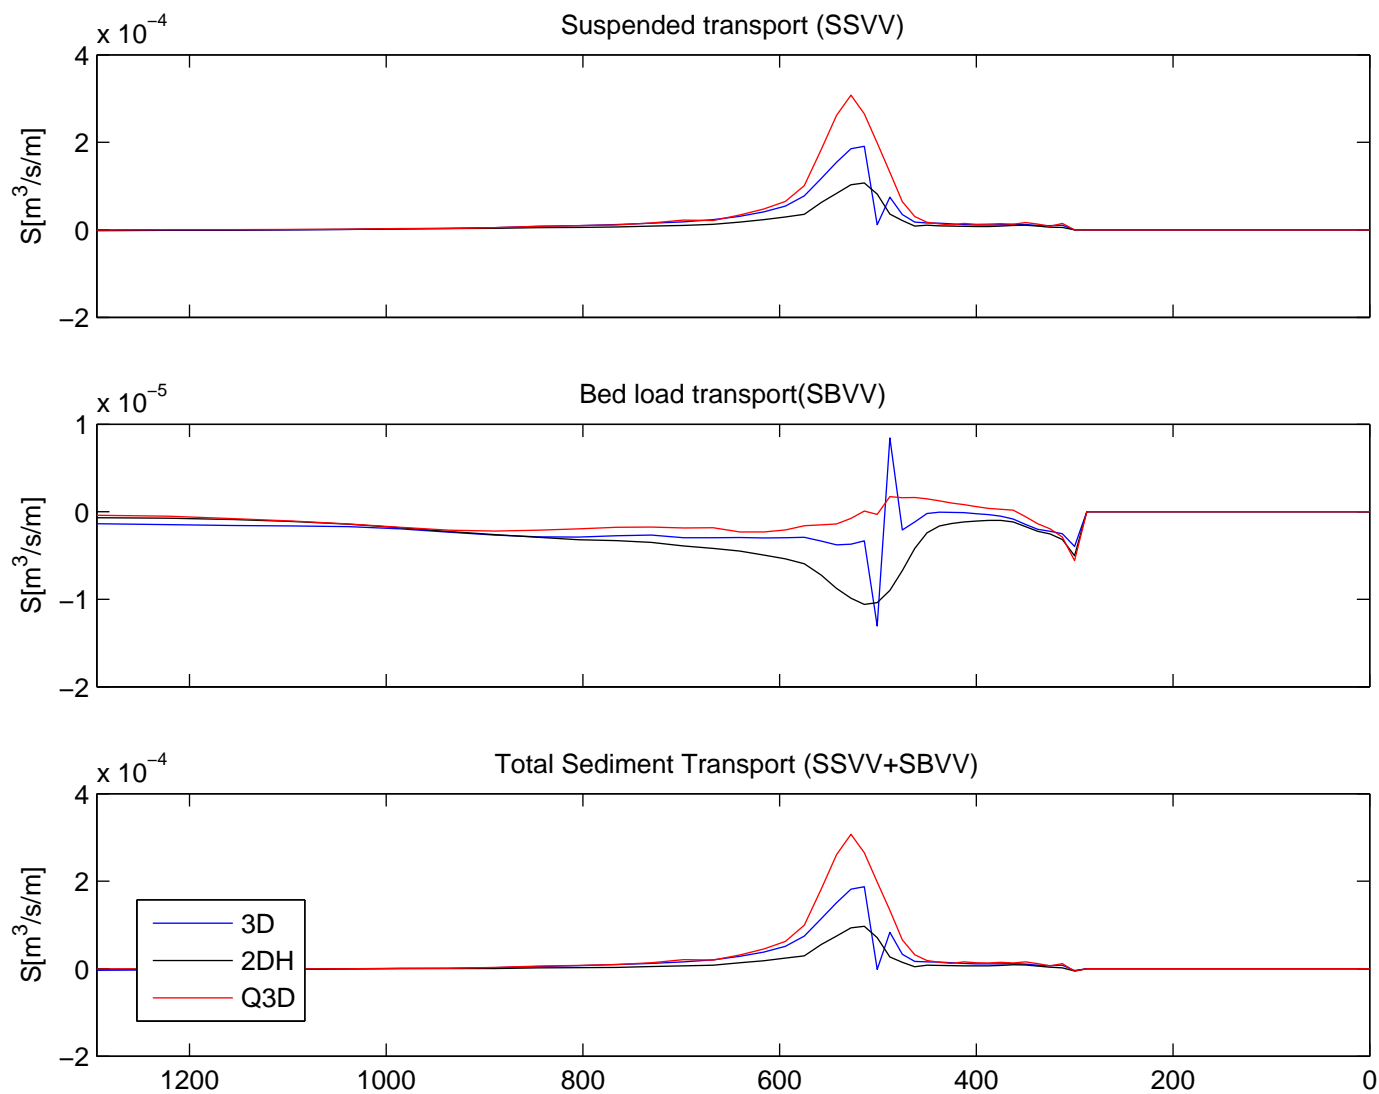 Suspended transport (SSVV)
x 10−4
4
2
0
−2
S[m3/s/m]
Bed load transport(SBVV)
x 10−5
1
0
−1
−2
S[m3/s/m]
Total Sediment Transport (SSVV+SBVV)
x 10−4
4
2
0
−2
S[m3/s/m]
3D
2DH
Q3D
1200 1000 800 600 400 200 0